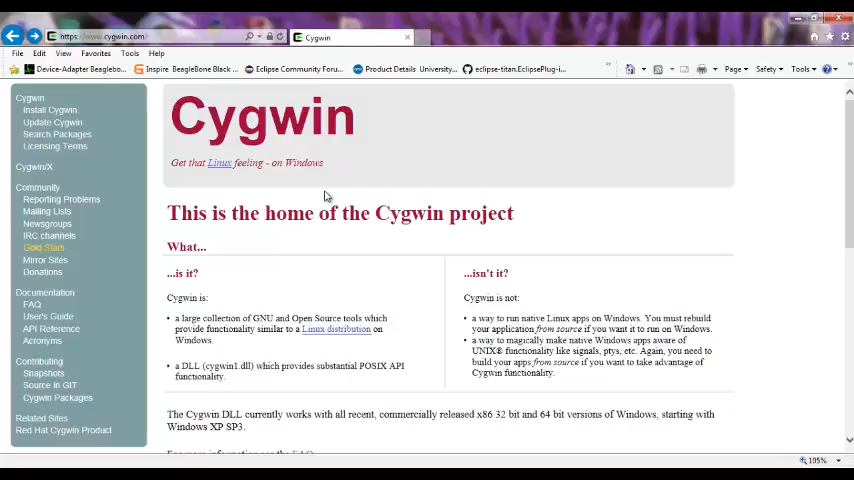 https://www.cygwin.com/
Cygwin
File Edit View Favorites Tools Help
Device-Adapter Beaglebo... Inspire BeagleBone Black ... Eclipse Community Foru... Product Details University... eclipse-titan.EclipsePlug-i...
Page Safety Tools
Cygwin
Install Cygwin
Update Cygwin
Search Packages
Licensing Terms
Cygwin/X
Community
Reporting Problems
Mailing Lists
Newsgroups
IRC channels
Gold Stars
Mirror Sites
Donations
Documentation
FAQ
User's Guide
API Reference
Acronyms
Contributing
Snapshots
Source in GIT
Cygwin Packages
Related Sites
Red Hat Cygwin Product
Cygwin
Get that Linux feeling - on Windows
This is the home of the Cygwin project
What...
...is it?
Cygwin is:
• a large collection of GNU and Open Source tools which
provide functionality similar to a Linux distribution on
Windows.
• a DLL (cygwin1.dll) which provides substantial POSIX API
functionality.
...isn't it?
Cygwin is not:
• a way to run native Linux apps on Windows. You must rebuild
your application from source if you want it to run on Windows.
• a way to magically make native Windows apps aware of
UNIX® functionality like signals, ptys, etc. Again, you need to
build your apps from source if you want to take advantage of
Cygwin functionality.
The Cygwin DLL currently works with all recent, commercially released x86 32 bit and 64 bit versions of Windows, starting with
Windows XP SP3.
For more information see the FAQ
105%